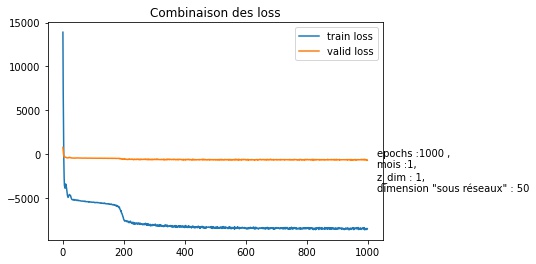 Combinaison des loss
15000
10000
5000
0
−5000
0
200
400
600
800
1000
train loss
valid loss
epochs :1000 ,
mois :1,
z_dim : 1,
dimension "sous réseaux" : 50